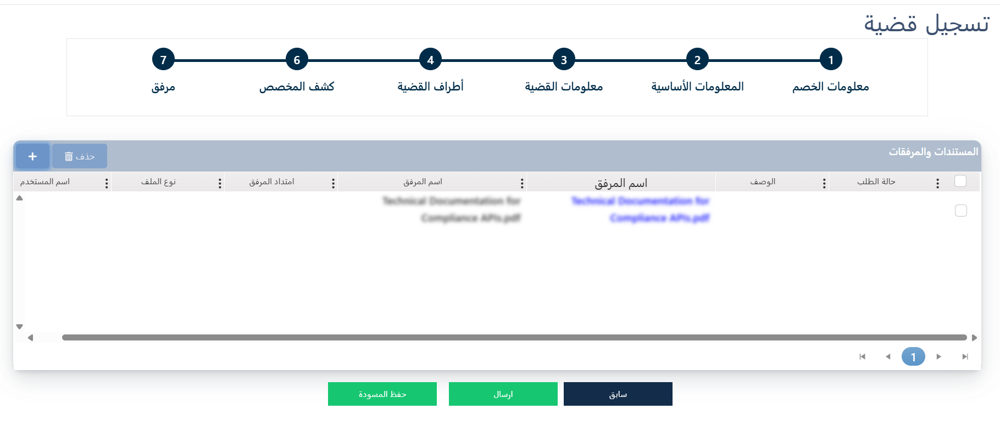 تسجيل قضية
1 2 3 4 6 7
معلومات الخصم المعلومات الأساسية معلومات القضية أطراف القضية كشف المخصص مرفق
المستندات والمرفقات حذف +
حالة الطلب الوصف اسم المرفق اسم المرفق امتداد المرفق نوع الملف اسم المستخدم
Technical Documentation for Technical Documentation for
Compliance APIs.pdf Compliance APIs.pdf
1
سابق ارسال حفظ المسودة